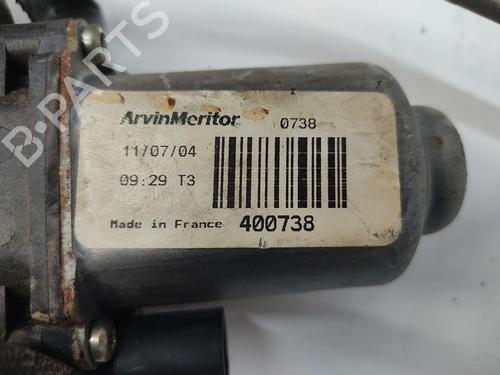 B-PARTS
ArvinMeritor 0738
11/07/04
09:29 T3
Made in France 400738